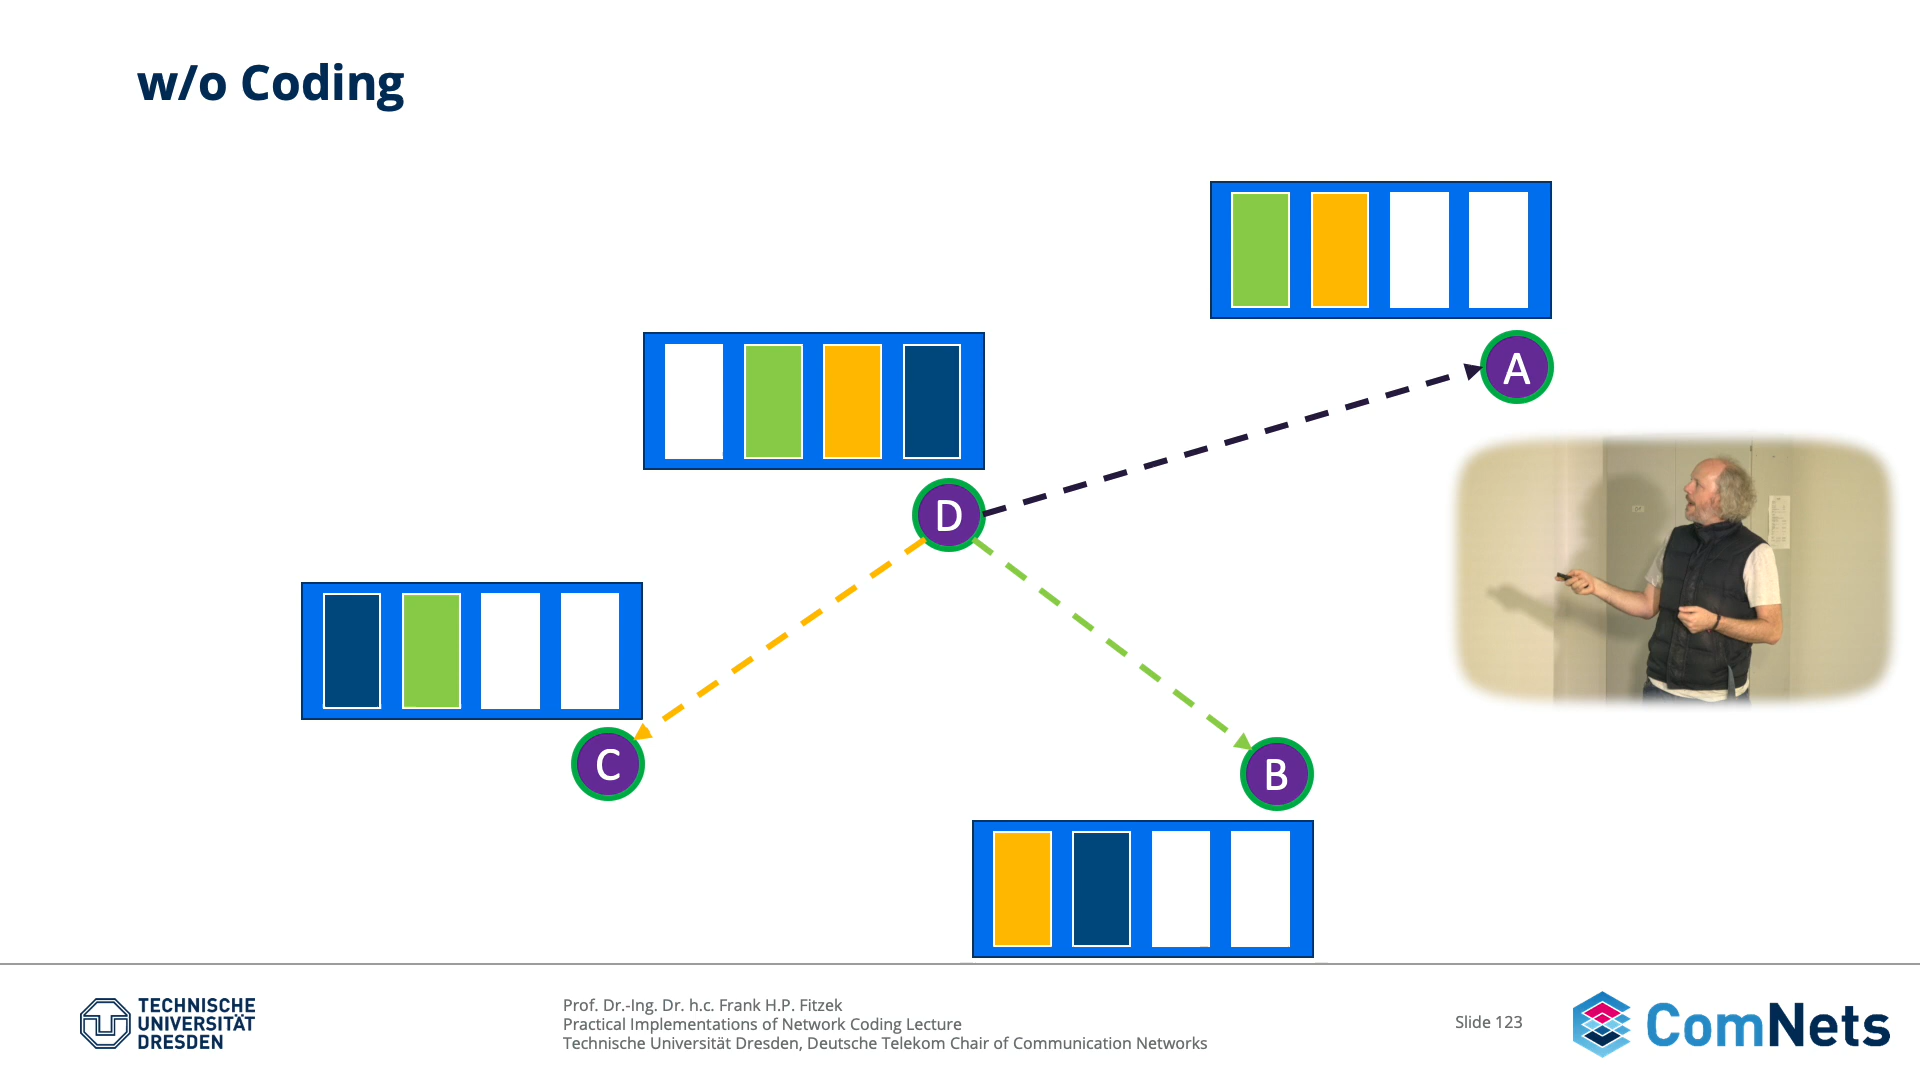 w/o Coding
A
D
C
B
TECHNISCHE
UNIVERSITÄT
DRESDEN
Prof. Dr.-Ing. Dr. h.c. Frank H.P. Fitzek
Practical Implementations of Network Coding Lecture
Technische Universität Dresden, Deutsche Telekom Chair of Communication Networks
Slide 123
ComNets